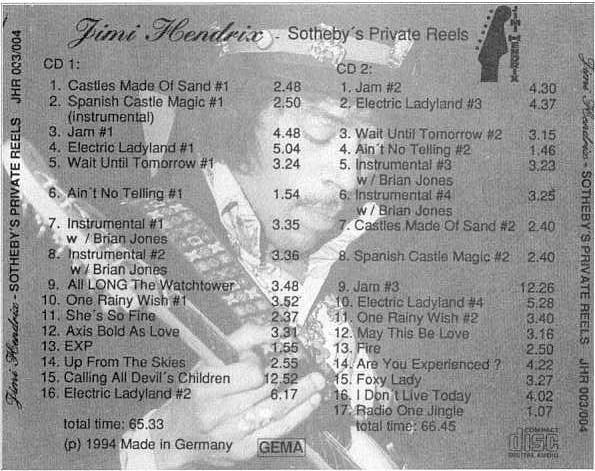 Jimi Hendrix - Sotheby´s Private Reels
JIMI HENDRIX
CD 1:
1. Castles Made Of Sand #1 2.48
2. Spanish Castle Magic #1 2.50
(instrumental)
3. Jam #1 4.48
4. Electric Ladyland #1 5.04
5. Wait Until Tomorrow #1 3.24
6. Ain´t No Telling #1 1.54
7. Instrumental #1 3.35
w / Brian Jones
8. Instrumental #2 3.36
w / Brian Jones
9. All LONG The Watchtower 3.48
10. One Rainy Wish #1 3.52
11. She´s So Fine 2.37
12. Axis Bold As Love 3.31
13. EXP 1.55
14. Up From The Skies 2.55
15. Calling All Devil´s Children 12.52
16. Electric Ladyland #2 6.17
total time: 65.33
(p) 1994 Made in Germany
GEMA
CD 2:
1. Jam #2 4.30
2. Electric Ladyland #3 4.37
3. Wait Until Tomorrow #2 3.15
4. Ain´t No Telling #2 1.46
5. Instrumental #3 3.23
w / Brian Jones
6. Instrumental #4 3.25
w / Brian Jones
7. Castles Made Of Sand #2 2.40
8. Spanish Castle Magic #2 2.40
9. Jam #3 12.26
10. Electric Ladyland #4 5.28
11. One Rainy Wish #2 3.40
12. May This Be Love 3.16
13. Fire 2.50
14. Are You Experienced ? 4.22
15. Foxy Lady 3.27
16. I Don´t Live Today 4.02
17. Radio One Jingle 1.07
total time: 66.45
COMPACT
disc
DIGITAL AUDIO
Jimi Hendrix - SOTHEBY'S PRIVATE REELS JHR 003/004
Jimi Hendrix - SOTHEBY'S PRIVATE REELS JHR 003/004